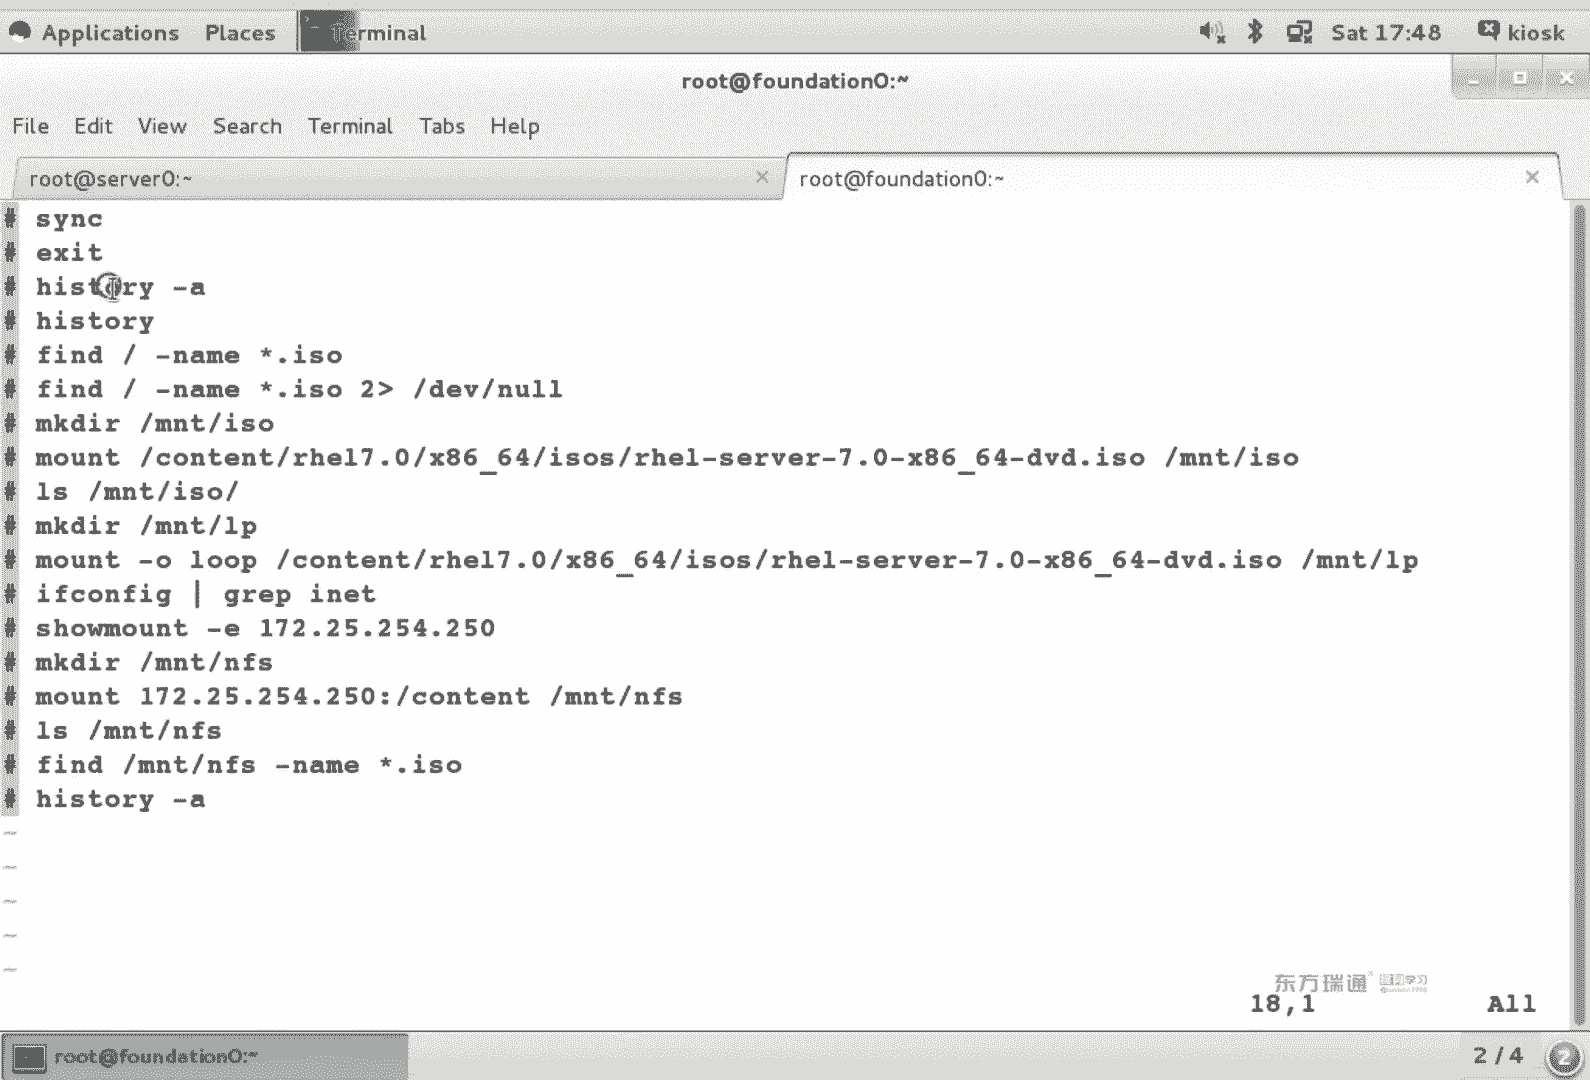 Applications Places Terminal Sat 17:48 kiosk
root@foundation0:~
File Edit View Search Terminal Tabs Help
root@server0:~ root@foundation0:~
# sync
# exit
# history -a
# history
# find / -name *.iso
# find / -name *.iso 2> /dev/null
# mkdir /mnt/iso
# mount /content/rhel7.0/x86_64/isos/rhel-server-7.0-x86_64-dvd.iso /mnt/iso
# ls /mnt/iso/
# mkdir /mnt/lp
# mount -o loop /content/rhel7.0/x86_64/isos/rhel-server-7.0-x86_64-dvd.iso /mnt/lp
# ifconfig | grep inet
# showmount -e 172.25.254.250
# mkdir /mnt/nfs
# mount 172.25.254.250:/content /mnt/nfs
# ls /mnt/nfs
# find /mnt/nfs -name *.iso
# history -a
~
~
~
~
~
东方瑞通
18,1 All
root@foundation0:~ 2 / 4 2